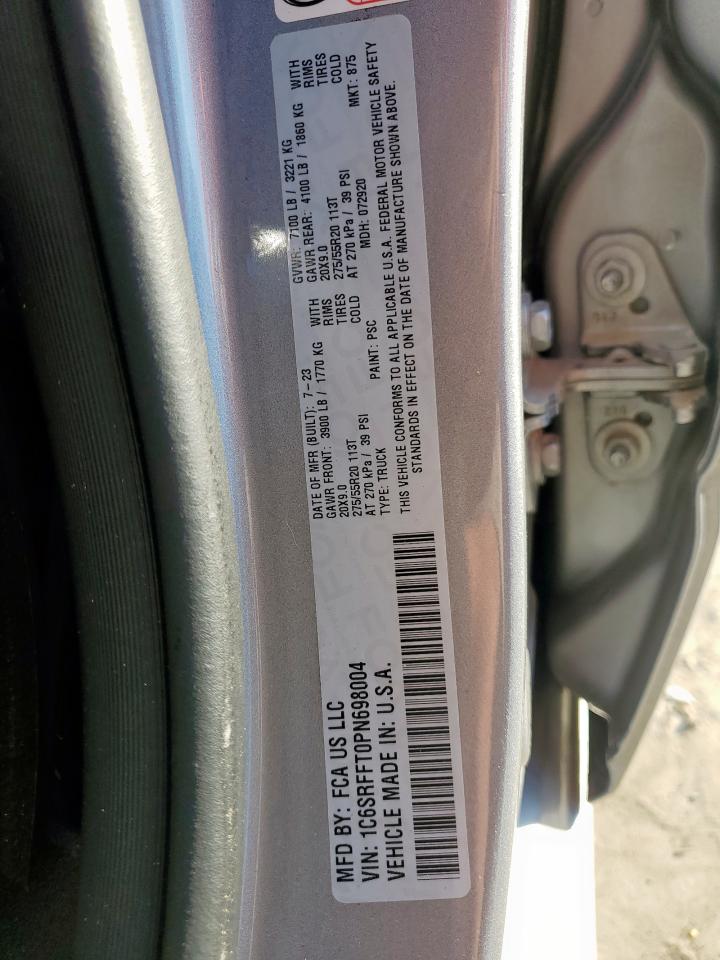 MFD BY: FCA US LLC
VIN: 1C6SRFFT0PN698004
VEHICLE MADE IN: U.S.A.
DATE OF MFR (BUILT): 7-23 GVWR: 7100 LB / 3221 KG
GAWR FRONT: 3900 LB / 1770 KG WITH GAWR REAR: 4100 LB / 1860 KG WITH
20X9.0 RIMS 20X9.0 RIMS
275/55R20 113T TIRES 275/55R20 113T TIRES
AT 270 kPa / 39 PSI COLD AT 270 kPa / 39 PSI COLD
TYPE: TRUCK PAINT: PSC MDH: 072920 MKT: 875
THIS VEHICLE CONFORMS TO ALL APPLICABLE U.S.A. FEDERAL MOTOR VEHICLE SAFETY
STANDARDS IN EFFECT ON THE DATE OF MANUFACTURE SHOWN ABOVE.